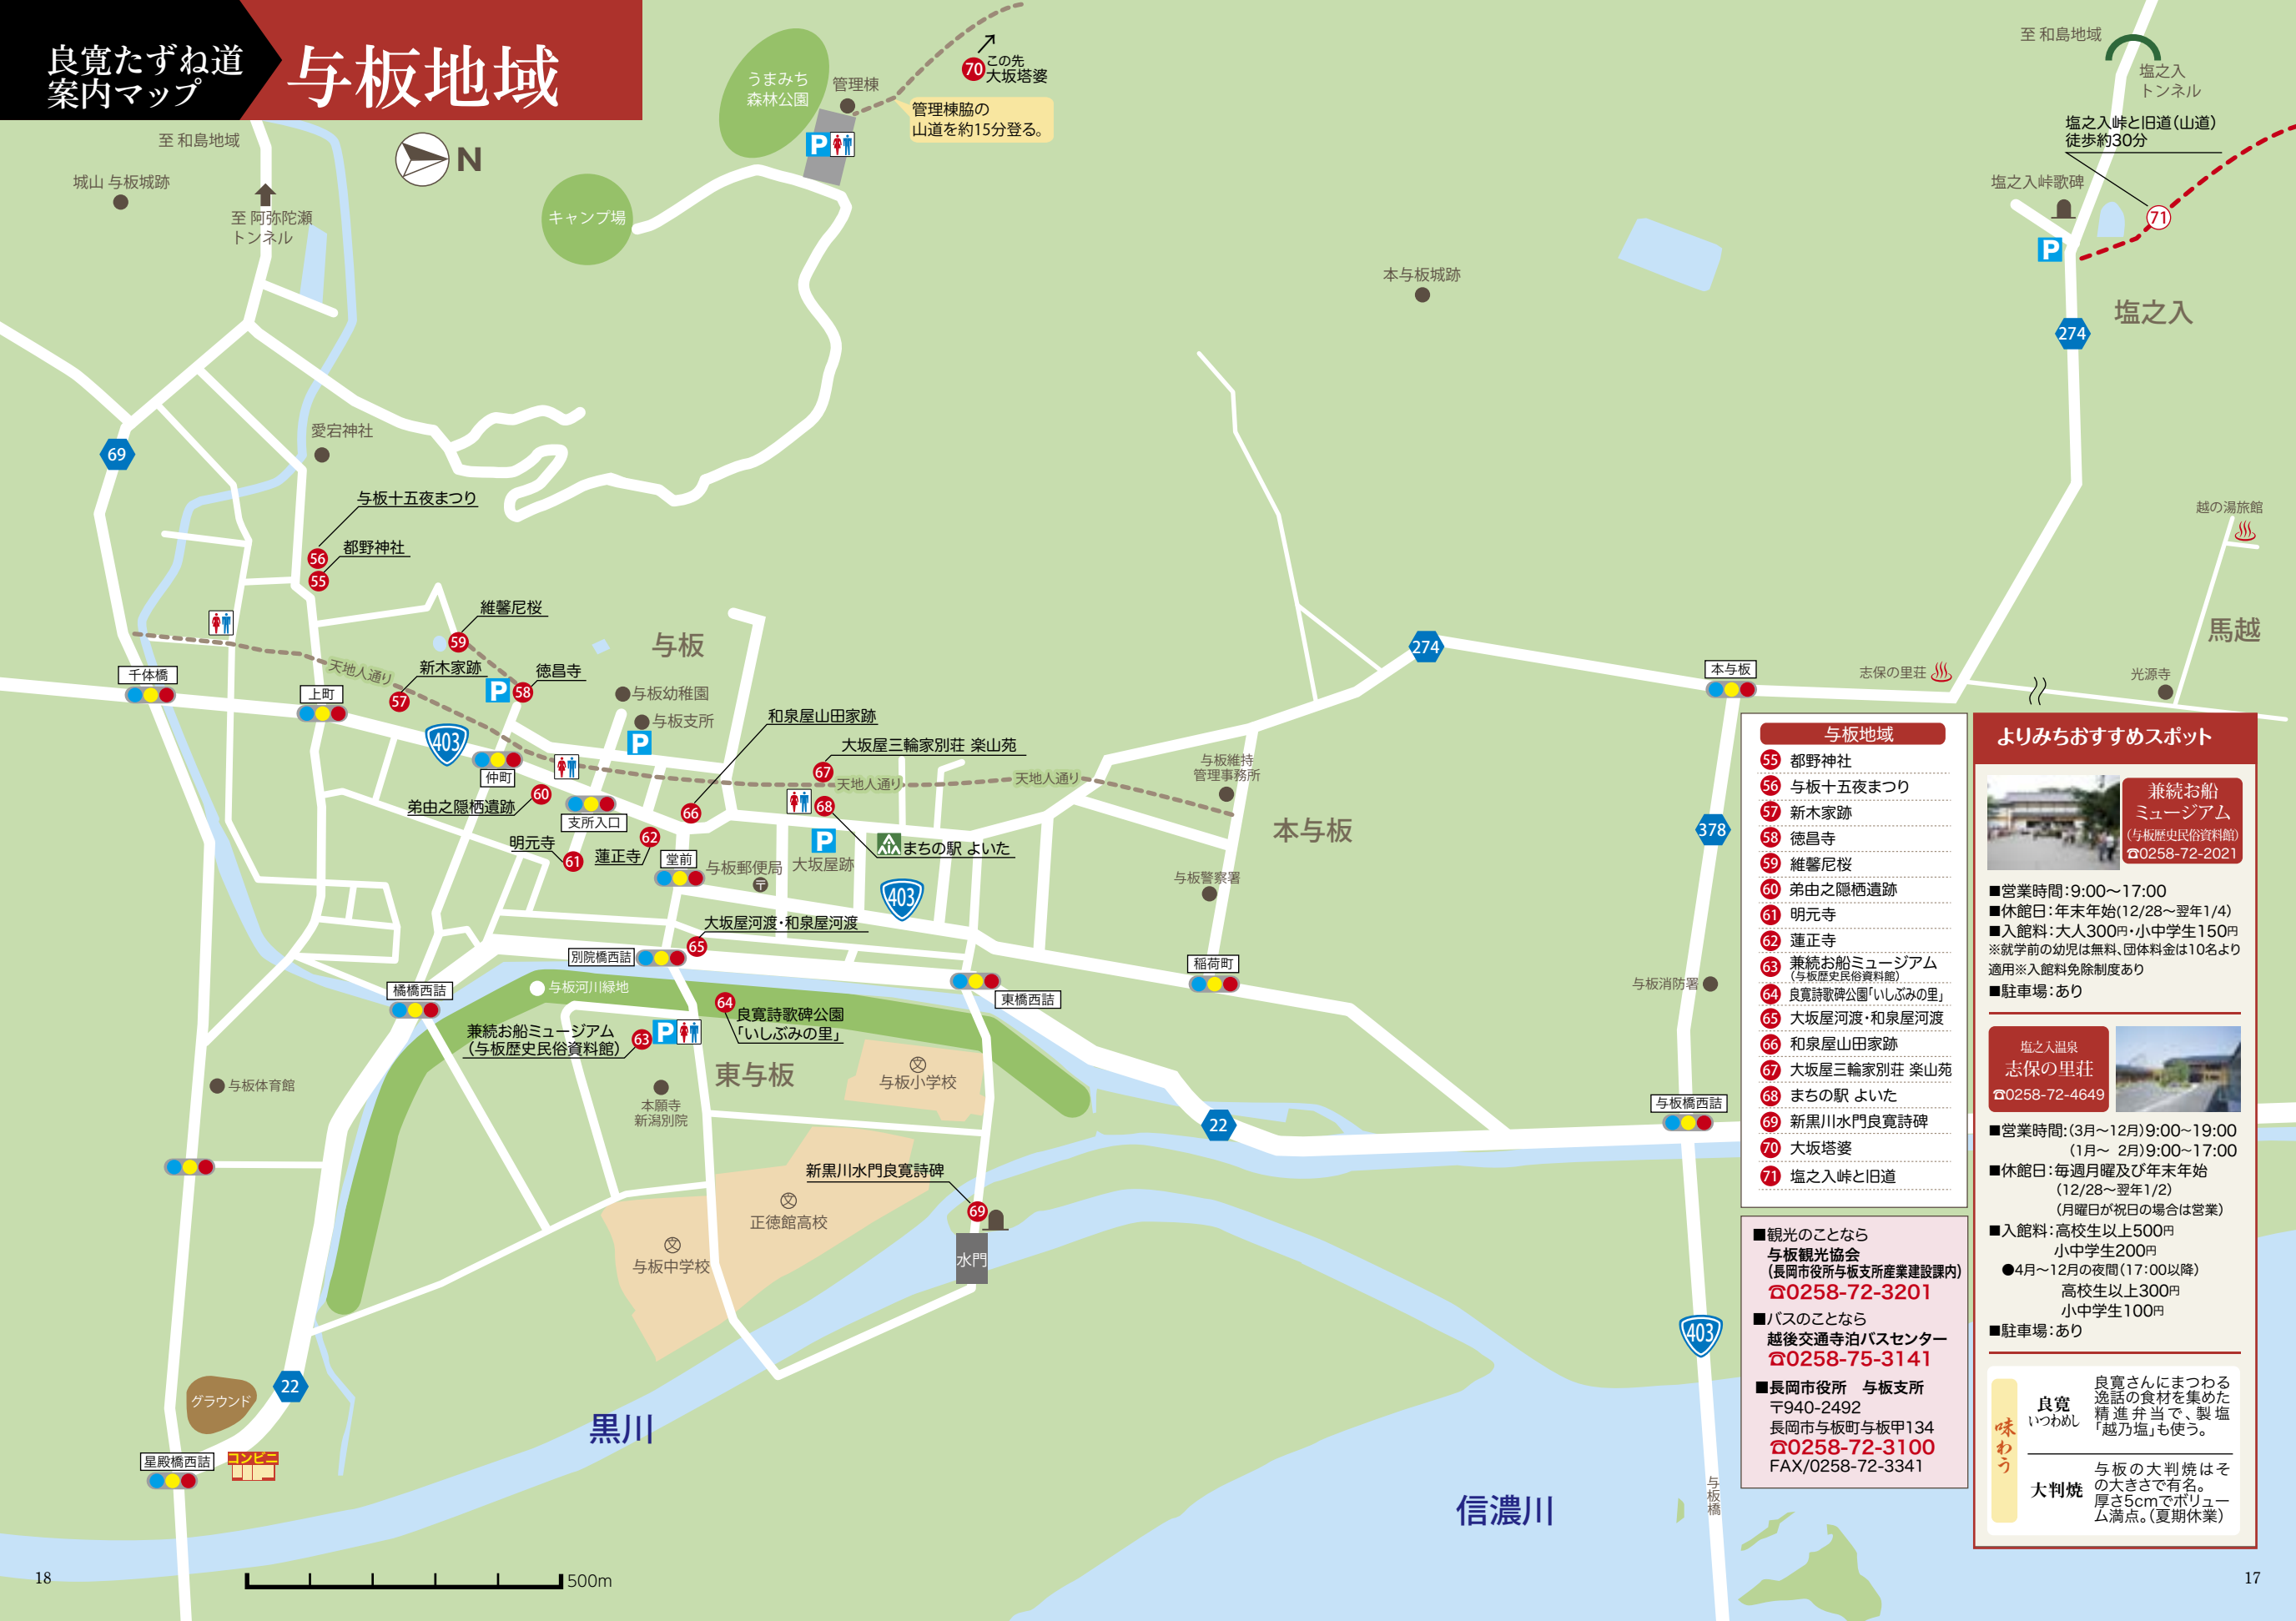 良寛たずね道
案内マップ
与板地域
至 和島地域
城山 与板城跡
至 阿弥陀瀬
トンネル
N
うまみち
森林公園
管理棟
P
キャンプ場
70
この先
大坂塔婆
管理棟脇の
山道を約15分登る。
本与板城跡
至 和島地域
塩之入
トンネル
塩之入峠と旧道(山道)
徒歩約30分
塩之入峠歌碑
71
P
274
塩之入
69
愛宕神社
与板十五夜まつり
56
都野神社
55
維馨尼桜
59
新木家跡
57
徳昌寺
P
58
天地人通り
千体橋
上町
403
仲町
与板
与板幼稚園
与板支所
P
和泉屋山田家跡
66
大坂屋三輪家別荘 楽山苑
67
天地人通り
天地人通り
68
P
大坂屋跡
まちの駅 よいた
弟由之隠栖遺跡
60
支所入口
明元寺
61
蓮正寺
62
堂前
与板郵便局
403
与板維持
管理事務所
本与板
与板警察署
稲荷町
274
本与板
志保の里荘
越の湯旅館
馬越
光源寺
378
与板消防署
与板橋西詰
大坂屋河渡・和泉屋河渡
65
別院橋西詰
橘橋西詰
与板河川緑地
64
良寛詩歌碑公園
「いしぶみの里」
兼続お船ミュージアム
(与板歴史民俗資料館)
63
P
東橋西詰
東与板
文
与板小学校
本願寺
新潟別院
与板体育館
22
新黒川水門良寛詩碑
69
水門
文
正徳館高校
文
与板中学校
グラウンド
22
星殿橋西詰
コンビニ
黒川
信濃川
403
与板橋
500m
18
17
与板地域
55 都野神社
56 与板十五夜まつり
57 新木家跡
58 徳昌寺
59 維馨尼桜
60 弟由之隠栖遺跡
61 明元寺
62 蓮正寺
63 兼続お船ミュージアム
(与板歴史民俗資料館)
64 良寛詩歌碑公園「いしぶみの里」
65 大坂屋河渡・和泉屋河渡
66 和泉屋山田家跡
67 大坂屋三輪家別荘 楽山苑
68 まちの駅 よいた
69 新黒川水門良寛詩碑
70 大坂塔婆
71 塩之入峠と旧道
■観光のことなら
与板観光協会
(長岡市役所与板支所産業建設課内)
☎0258-72-3201
■バスのことなら
越後交通寺泊バスセンター
☎0258-75-3141
■長岡市役所 与板支所
〒940-2492
長岡市与板町与板甲134
☎0258-72-3100
FAX/0258-72-3341
よりみちおすすめスポット
兼続お船
ミュージアム
(与板歴史民俗資料館)
☎0258-72-2021
■営業時間:9:00〜17:00
■休館日:年末年始(12/28〜翌年1/4)
■入館料:大人300円・小中学生150円
※就学前の幼児は無料、団体料金は10名より
適用※入館料免除制度あり
■駐車場:あり
塩之入温泉
志保の里荘
☎0258-72-4649
■営業時間:(3月〜12月)9:00〜19:00
(1月〜 2月)9:00〜17:00
■休館日:毎週月曜及び年末年始
(12/28〜翌年1/2)
(月曜日が祝日の場合は営業)
■入館料:高校生以上500円
小中学生200円
●4月〜12月の夜間(17:00以降)
高校生以上300円
小中学生100円
■駐車場:あり
味わう
良寛
いつわめし
良寛さんにまつわる
逸話の食材を集めた
精進弁当で、製塩
「越乃塩」も使う。
大判焼
与板の大判焼はそ
の大きさで有名。
厚さ5cmでボリュー
ム満点。(夏期休業)